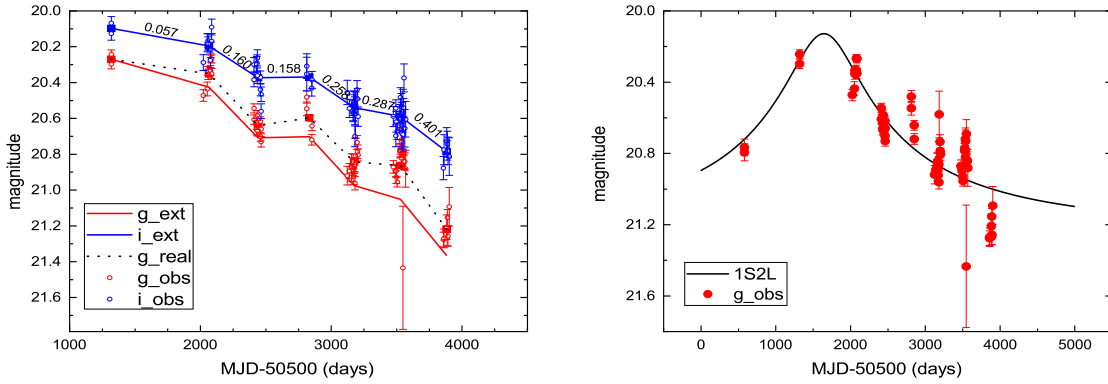 20.0
20.2
20.4
20.6
20.8
21.0
21.2
21.4
21.6
1000
2000
3000
4000
magnitude
MJD-50500 (days)
0.057
0.160
0.158
0.258
0.287
0.407
g_ext
i_ext
g_real
g_obs
i_obs
20.0
20.4
20.8
21.2
21.6
0
1000
2000
3000
4000
5000
magnitude
MJD-50500 (days)
1S2L
g_obs